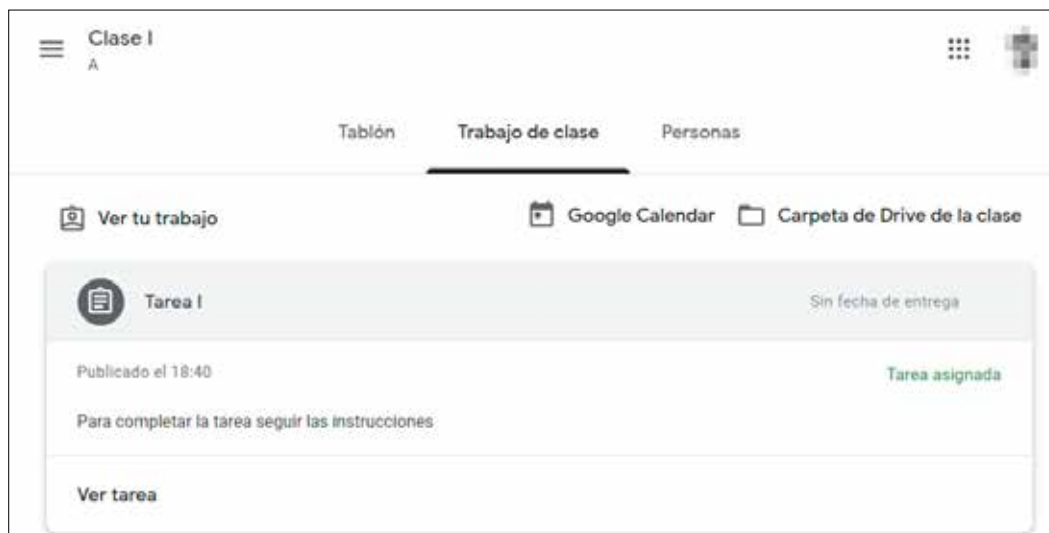 Clase I
A
Tablón Trabajo de clase Personas
Ver tu trabajo Google Calendar Carpeta de Drive de la clase
Tarea I Sin fecha de entrega
Publicado el 18:40 Tarea asignada
Para completar la tarea seguir las instrucciones
Ver tarea